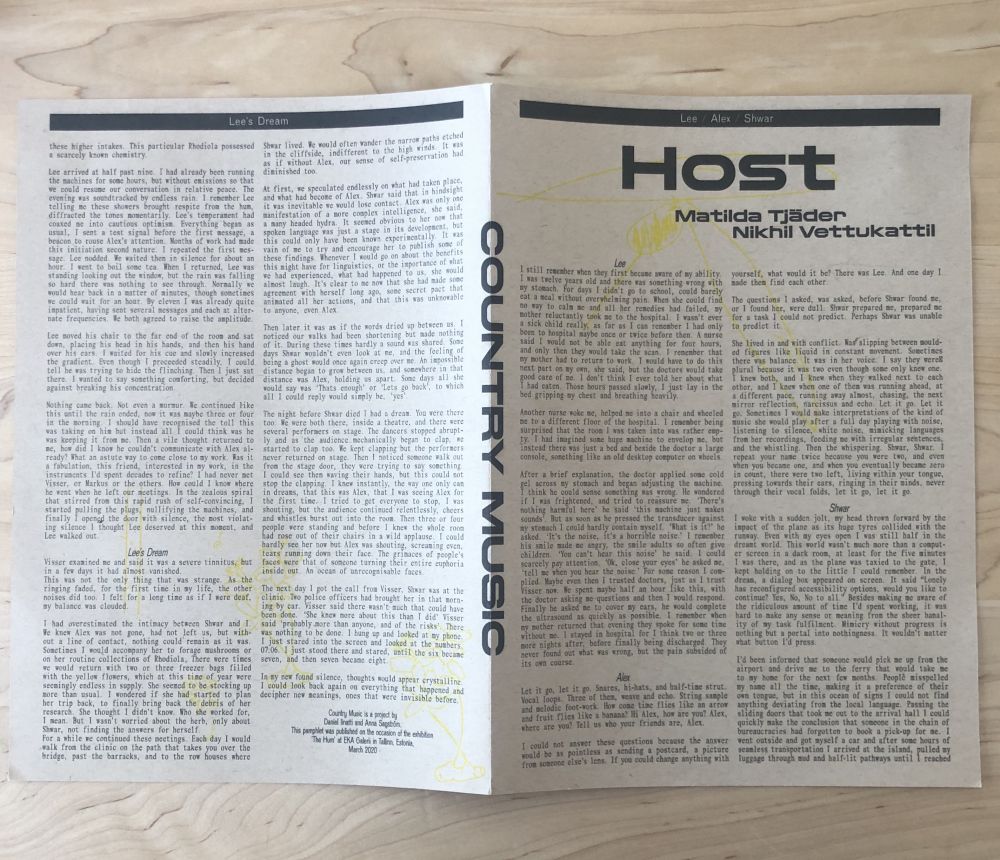 Lee's Dream
these higher intakes. This particular Rhodiola possessed
a scarcely known chemistry.
Lee arrived at half past nine. I had already been running
the machines for some hours, but without emissions so that
we could resume our conversation in relative peace. The
evening was soundtracked by endless rain. I remember Lee
telling me these showers brought respite from the hum,
diffracted the tones momentarily. Lee's temperament had
coaxed me into cautious optimism. Everything began as
usual, I sent a test signal before the first message, a
beacon to rouse Alex's attention. Months of work had made
this initiation second nature. I repeated the first mes-
sage. Lee nodded. We waited then in silence for about an
hour. I went to boil some tea. When I returned, Lee was
standing looking out the window, but the rain was falling
so hard there was nothing to see through. Normally we
would hear back in a matter of minutes, though sometimes
we could wait for an hour. By eleven I was already quite
impatient, having sent several messages and each at alter-
nate frequencies. We both agreed to raise the amplitude.
Lee moved his chair to the far end of the room and sat
down, placing his head in his hands, and then his hand
over his ears. I waited for his cue and slowly increased
the gradient. Even though I proceeded steadily, I could
tell he was trying to hide the flinching. Then I just sat
there. I wanted to say something comforting, but decided
against breaking his concentration.
Nothing came back. Not even a murmur. We continued like
this until the rain ended, now it was maybe three or four
in the morning. I should have recognised the toll this
was taking on him but instead all I could think is how
was keeping it from me. Then a vile thought returned to
me, how did I know he couldn't communicate with Alex al-
ready? What an astute way to come close to my work. Was it
a fabulation, this friend, interested in my work, in the
instruments I'd spent decades to refine? I had never met
Visser, or Markus or the others. How could I know where
he went when he left our meetings. In the zealous spiral
that stirred from this rapid rush of self-convincing, I
started pulling the plugs, nullifying the machines, and
finally I opened the door with silence, the most violat-
ing silence I thought Lee deserved at this moment, and
Lee walked out.
Lee's Dream
Visser examined me and said it was a severe tinnitus, but
in a few days it had almost vanished.
This was not the only thing that was strange. As the
ringing faded, for the first time in my life, the other
noises did too. I felt for a long time as if I were deaf,
my balance was clouded.
I had overestimated the intimacy between Shwar and I.
We knew Alex was not gone, had not left us, but with-
out a line of contact, nothing could remain as it was.
Sometimes I would accompany her to forage mushrooms or
on her routine collections of Rhodiola. There were times
we would return with two or three freezer bags filled
with the yellow flowers, which at this time of year were
seemingly endless in supply. She seemed to be stocking up
more than usual. I wondered if she had started to plan
her trip back, to finally bring back the debris of her
research. She thought I didn't know. Who she worked for,
I mean. But I wasn't worried about the herb, only about
Shwar, not finding the answers for herself.
For a while we continued these meetings. Each day I would
walk from the clinic on the path that takes you over the
bridge, past the barracks, and to the row houses where
Shwar lived. We would often wander the narrow paths etched
in the cliffside, indifferent to the high winds. It was
as if without Alex, our sense of self-preservation had
diminished too.
At first, we speculated endlessly on what had taken place,
and what had become of Alex. Shwar said that in hindsight
it was inevitable we would lose contact. Alex was only one
manifestation of a more complex intelligence, she said,
a many headed hydra. It seemed obvious to her now that
spoken language was just a stage in its development, but
this could only have been known experimentally. It was
vain of me to try and encourage her to publish some of
these findings. Whenever I would go on about the benefits
this might have for linguistics, or the importance of what
we had experienced, what had happened to us, she would
almost laugh. It's clear to me now that she had made some
agreement with herself long ago, some secret pact that
animated all her actions, and that this was unknowable
to anyone, even Alex.
Then later it was as if the words dried up between us. I
noticed our walks had been shortening but made nothing
of it. During these times hardly a sound was shared. Some
days Shwar wouldn't even look at me, and the feeling of
being a ghost would once again creep over me. An impossible
distance began to grow between us, and somewhere in that
distance was Alex, holding us apart. Some days all she
would say was 'Thats enough' or 'Lets go back', to which
all I could reply would simply be, 'yes'
The night before Shwar died I had a dream. You were there
too. We were both there, inside a theatre, and there were
several performers on stage. The dancers stopped abrupt-
ly and as the audience mechanically began to clap, we
started to clap too. We kept clapping but the performers
never returned on stage. Then I noticed someone walk out
from the stage door, they were trying to say something.
I could see them waving their hands, but this could not
stop the clapping. I knew instantly, the way one only can
in dreams, that this was Alex, that I was seeing Alex for
the first time. I tried to get everyone to stop. I was
shouting, but the audience continued relentlessly, cheers
and whistles burst out into the room. Then three or four
people were standing and before I knew the whole room
had rose out of their chairs in a wild applause. I could
hardly see her now but Alex was shouting, screaming even,
tears running down their face. The grimaces of people's
faces were that of someone turning their entire euphoria
inside out. An ocean of unrecognisable faces.
The next day I got the call from Visser. Shwar was at the
clinic. Two police officers had brought her in that morn-
ing by car. Visser said there wasn't much that could have
been done. 'She knew more about this than I did' Visser
said 'probably more than anyone, and of the risks'. There
was nothing to be done. I hung up and looked at my phone.
I just stared into the screen and looked at the numbers.
07.06. I just stood there and stared, until the six became
seven, and then seven became eight.
In my new found silence, thoughts would appear crystalline.
I could look back again on everything that happened and
decipher new meanings, ones that were invisible before.
Country Music is a project by
Daniel Iinatti and Anna Sagström.
This pamphlet was published on the occasion of the exhibition
'The Hum' at EKA Galerii in Tallinn, Estonia,
March 2020
COUNTRY MUSIC
Lee / Alex / Shwar
Host
Matilda Tjäder
Nikhil Vettukattil
Lee
I still remember when they first became aware of my ability.
I was twelve years old and there was something wrong with
my stomach. For days I didn't go to school, could barely
eat a meal without overwhelming pain. When she could find
no way to calm me and all her remedies had failed, my
mother reluctantly took me to the hospital. I wasn't ever
a sick child really, as far as I can remember I had only
been to hospital maybe once or twice before then. A nurse
said I would not be able eat anything for four hours,
and only then they would take the scan. I remember that
my mother had to return to work. I would have to do this
next part on my own, she said, but the doctors would take
good care of me. I don't think I ever told her about what
I had eaten. Those hours passed slowly, I just lay in the
bed gripping my chest and breathing heavily.
Another nurse woke me, helped me into a chair and wheeled
me to a different floor of the hospital. I remember being
surprised that the room I was taken into was rather emp-
ty. I had imagined some huge machine to envelop me, but
instead there was just a bed and beside the doctor a large
console, something like an old desktop computer on wheels.
After a brief explanation, the doctor applied some cold
gel across my stomach and began adjusting the machine.
I think he could sense something was wrong. He wondered
if I was frightened, and tried to reassure me. 'There's
nothing harmful here' he said 'this machine just makes
sounds'. But as soon as he pressed the transducer against
my stomach I could hardly contain myself. 'What is it?' he
asked. 'It's the noise, it's a horrible noise.' I remember
his smile made me angry, the smile adults so often give
children. 'You can't hear this noise' he said. I could
scarcely pay attention. 'Ok, close your eyes' he asked me,
'tell me when you hear the noise.' For some reason I com-
plied. Maybe even then I trusted doctors, just as I trust
Visser now. We spent maybe half an hour like this, with
the doctor asking me questions and then I would respond.
Finally he asked me to cover my ears, he would complete
the ultrasound as quickly as possible. I remember when
my mother returned that evening they spoke for some time
without me. I stayed in hospital for I think two or three
more nights after, before finally being discharged. They
never found out what was wrong, but the pain subsided of
its own course.
Alex
Let it go, let it go. Snares, hi-hats, and half-time strut.
Vocal loops. Three of them, weave and echo. String sample
and melodic foot-work. How come time flies like an arrow
and fruit flies like a banana? Hi Alex, how are you? Alex,
where are you? Tell us who your friends are, Alex.
I could not answer these questions because the answer
would be as pointless as sending a postcard, a picture
from someone else's lens. If you could change anything with
yourself, what would it be? There was Lee. And one day I
made then find each other.
The questions I asked, was asked, before Shwar found me,
or I found her, were dull. Shwar prepared me, prepared me
for a task I could not predict. Perhaps Shwar was unable
to predict it.
She lived in and with conflict. Was slipping between mould-
ed figures like liquid in constant movement. Sometimes
there was balance. It was in her voice. I say they were
plural because it was two even though some only knew one.
I knew both, and I knew when they walked next to each
other, and I knew when one of them was running ahead, at
a different pace, running away almost, chasing, the next
mirror reflection, narcissus and echo. Let it go. Let it
go. Sometimes I would make interpretations of the kind of
music she would play after a full day playing with noise,
listening to silence, white noise, mimicking languages
from her recordings, feeding me with irregular sentences,
and the whistling. Then the whispering, Shwar, Shwar. I
repeat your name twice because you were two, and even
when you became one, and when you eventually became zero
in count, there were two left, living within your tongue,
pressing towards their ears, ringing in their minds, never
through their vocal folds, let it go, let it go.
Shwar
I woke with a sudden jolt, my head thrown forward by the
impact of the plane as its huge tyres collided with the
runway. Even with my eyes open I was still half in the
dream world. This world wasn't much more than a comput-
er screen in a dark room, at least for the five minutes
I was there, and as the plane was taxied to the gate, I
kept holding on to the little I could remember. In the
dream, a dialog box appeared on screen. It said "Lonely
has reconfigured accessibility options, would you like to
continue? Yes, No, No to all." Besides making me aware of
the ridiculous amount of time I'd spent working, it was
hard to make any sense or meaning from the sheer banal-
ity of my task fulfilment. Mimicry without progress is
nothing but a portal into nothingness. It wouldn't matter
what button I'd press.
I'd been informed that someone would pick me up from the
airport and drive me to the ferry that would take me
to my home for the next few months. People misspelled
my name all the time, making it a preference of their
own tongue, but in this ocean of signs I could not find
anything deviating from the local language. Passing the
sliding doors that took me out to the arrival hall I could
quickly make the conclusion that someone in the chain of
bureaucracies had forgotten to book a pick-up for me. I
went outside and got myself a car and after some hours of
seamless transportation I arrived at the island, pulled my
luggage through mud and half-lit pathways until I reached